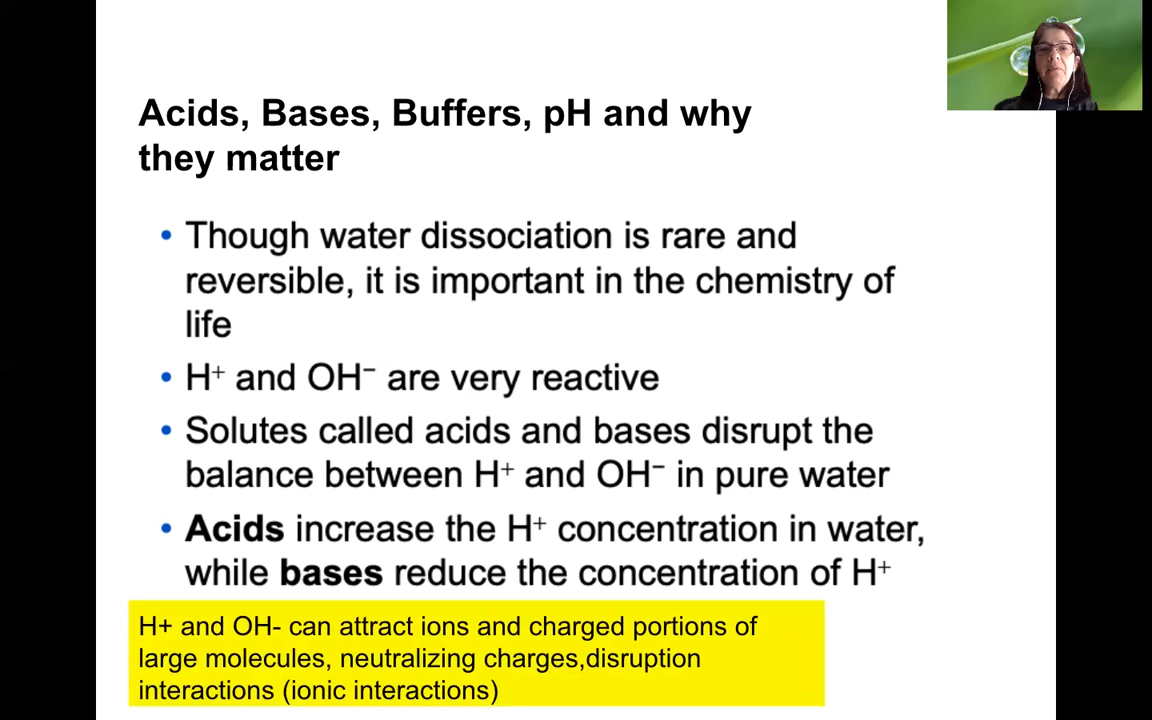 Acids, Bases, Buffers, pH and why
they matter
• Though water dissociation is rare and
reversible, it is important in the chemistry of
life
• H⁺ and OH⁻ are very reactive
• Solutes called acids and bases disrupt the
balance between H⁺ and OH⁻ in pure water
• Acids increase the H⁺ concentration in water,
while bases reduce the concentration of H⁺
H+ and OH- can attract ions and charged portions of
large molecules, neutralizing charges,disruption
interactions (ionic interactions)